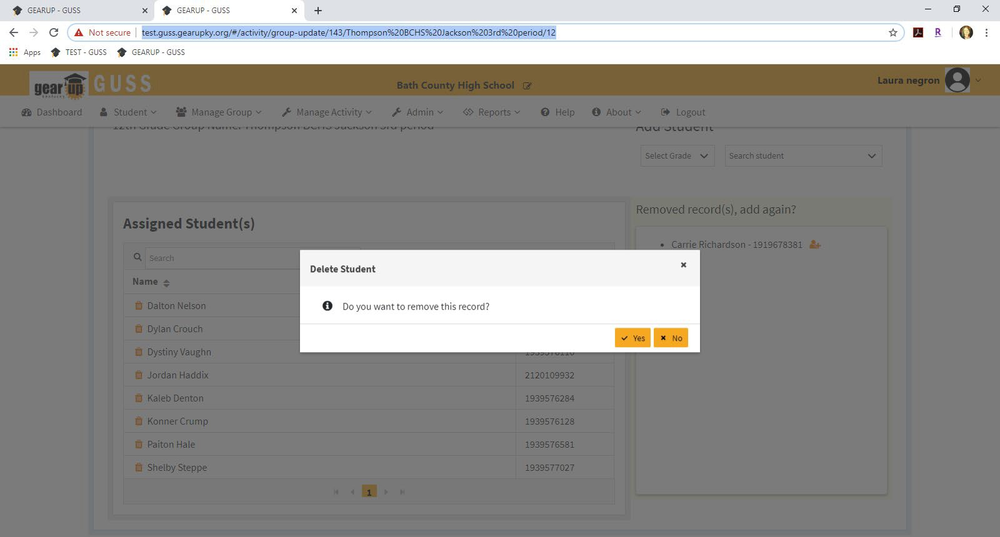 GEARUP - GUSS
GEARUP - GUSS
Not secure test.guss.gearupky.org/#/activity/group-update/143/Thompson%20BCHS%20Jackson%203rd%20period/12
Apps TEST - GUSS GEARUP - GUSS
gear up kentucky GUSS
Bath County High School
Laura negron
Dashboard Student Manage Group Manage Activity Admin Reports Help About Logout
12th Grade Group Name: Thompson BCHS Jackson 3rd period
Add Student
Select Grade
Search student
Assigned Student(s)
Removed record(s), add again?
Carrie Richardson - 1919678381
Search
Delete Student
Do you want to remove this record?
Yes
No
Name
Dalton Nelson
Dylan Crouch
Dystiny Vaughn 1939576110
Jordan Haddix 2120109932
Kaleb Denton 1939576284
Konner Crump 1939576128
Paiton Hale 1939576581
Shelby Steppe 1939577027
1